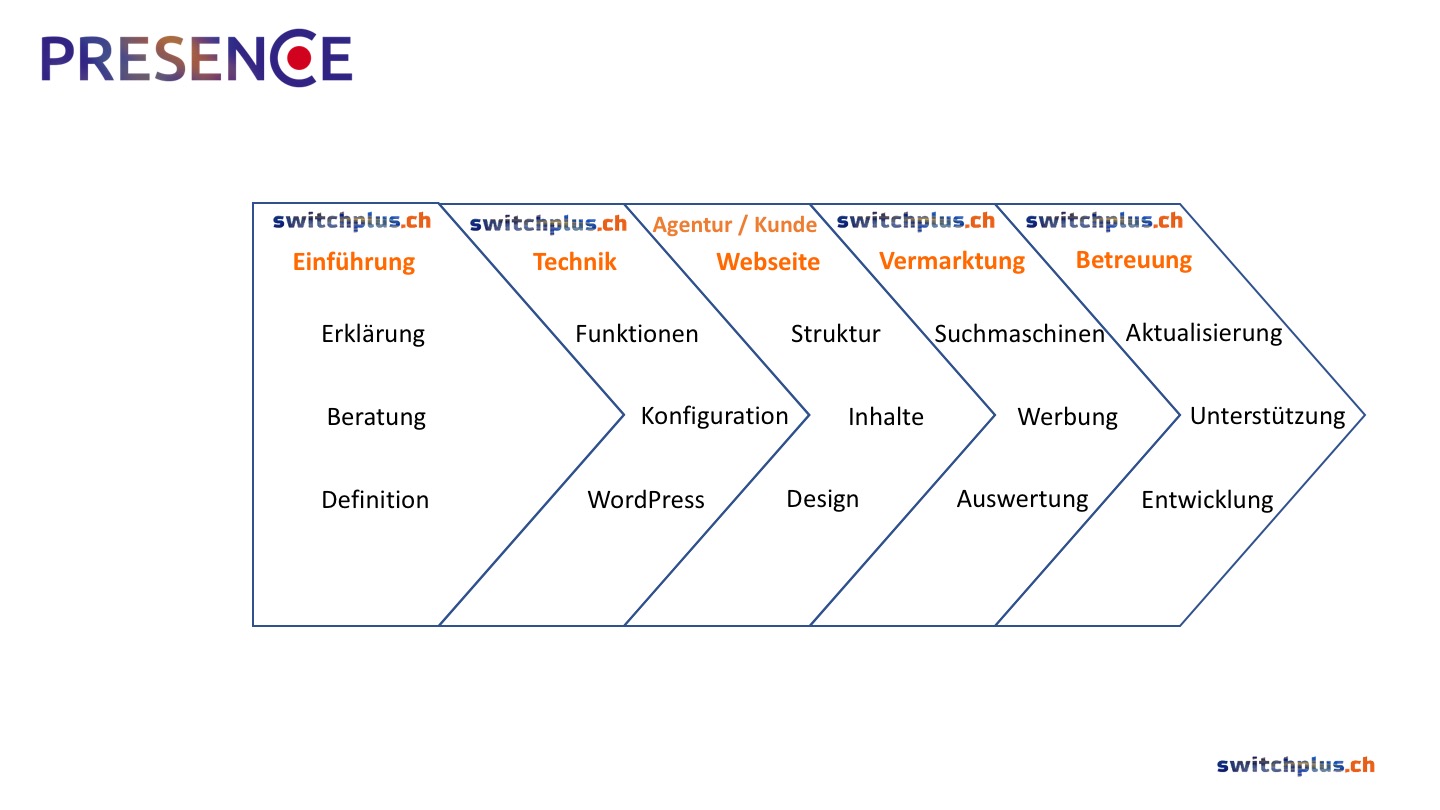 PRESENCE
switchplus.ch
Einführung
Erklärung
Beratung
Definition
switchplus.ch
Technik
Funktionen
Konfiguration
WordPress
Agentur / Kunde
Webseite
Struktur
Inhalte
Design
switchplus.ch
Vermarktung
Suchmaschinen
Werbung
Auswertung
switchplus.ch
Betreuung
Aktualisierung
Unterstützung
Entwicklung
switchplus.ch